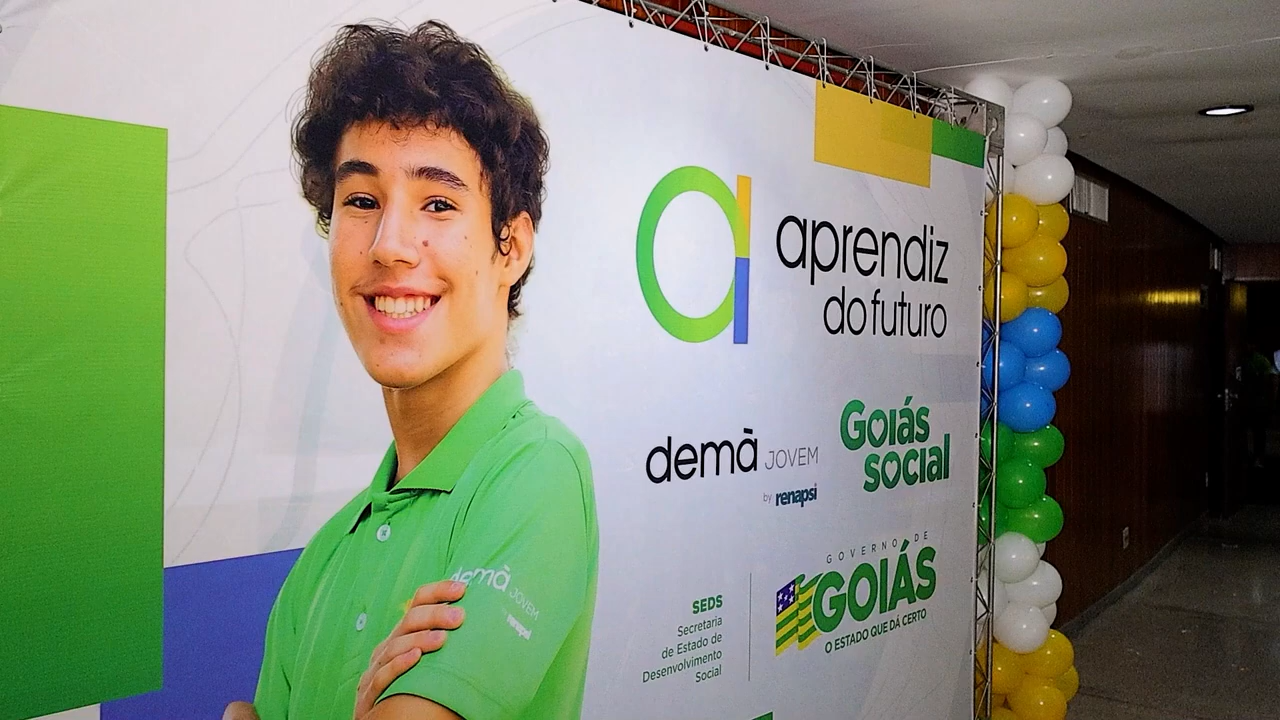 aprendiz
do futuro
demà JOVEM
by renapsi
Goiás
social
SEDS
Secretaria
de Estado de
Desenvolvimento
Social
GOVERNO DE
GOIÁS
O ESTADO QUE DÁ CERTO
demà JOVEM
renapsi